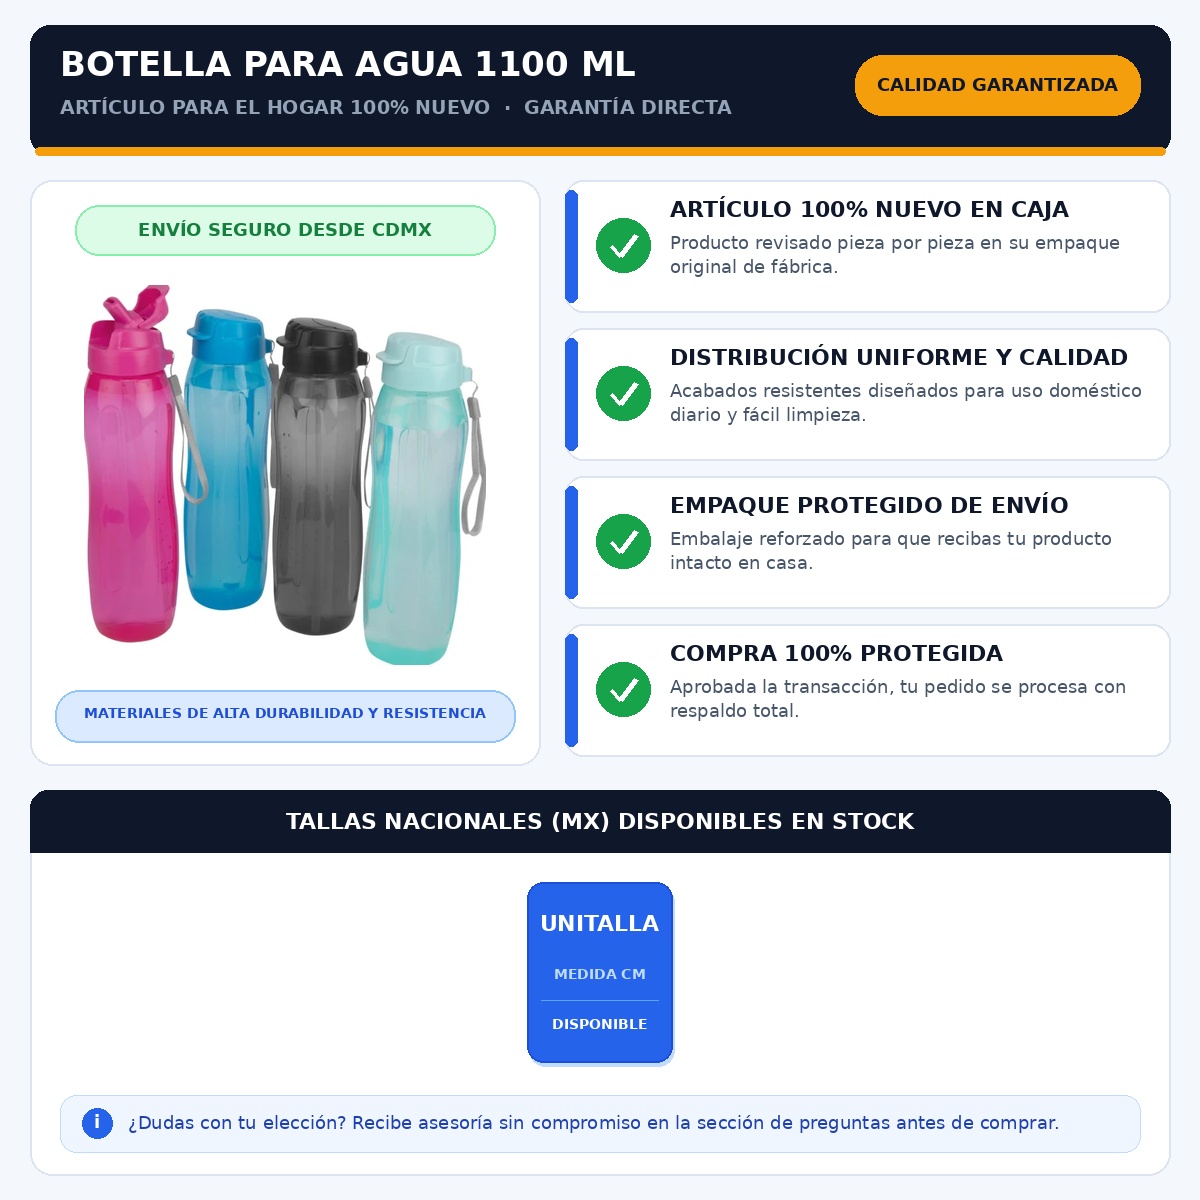 BOTELLA PARA AGUA 1100 ML
ARTÍCULO PARA EL HOGAR 100% NUEVO · GARANTÍA DIRECTA
CALIDAD GARANTIZADA
ENVÍO SEGURO DESDE CDMX
MATERIALES DE ALTA DURABILIDAD Y RESISTENCIA
ARTÍCULO 100% NUEVO EN CAJA
Producto revisado pieza por pieza en su empaque
original de fábrica.
DISTRIBUCIÓN UNIFORME Y CALIDAD
Acabados resistentes diseñados para uso doméstico
diario y fácil limpieza.
EMPAQUE PROTEGIDO DE ENVÍO
Embalaje reforzado para que recibas tu producto
intacto en casa.
COMPRA 100% PROTEGIDA
Aprobada la transacción, tu pedido se procesa con
respaldo total.
TALLAS NACIONALES (MX) DISPONIBLES EN STOCK
UNITALLA
MEDIDA CM
DISPONIBLE
i ¿Dudas con tu elección? Recibe asesoría sin compromiso en la sección de preguntas antes de comprar.